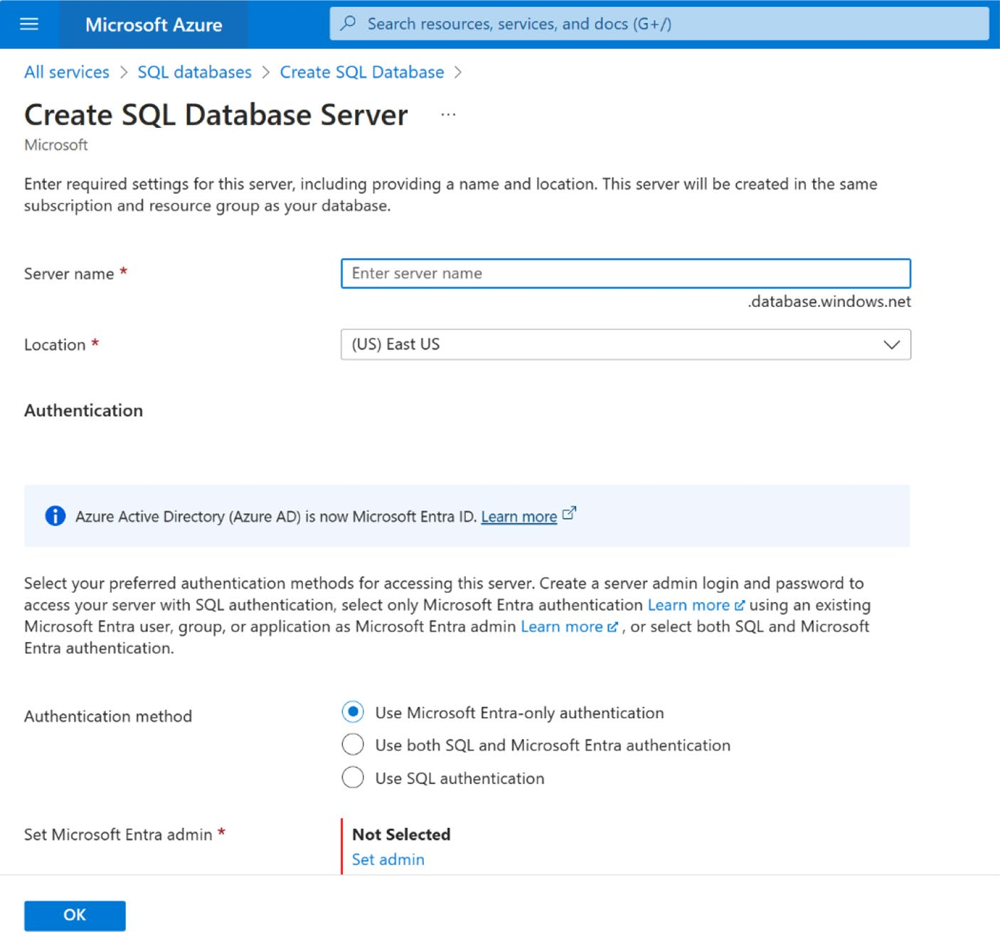 Microsoft Azure
Search resources, services, and docs (G+/)
All services > SQL databases > Create SQL Database >
Create SQL Database Server ...
Microsoft
Enter required settings for this server, including providing a name and location. This server will be created in the same
subscription and resource group as your database.
Server name *
Enter server name
.database.windows.net
Location *
(US) East US
Authentication
Azure Active Directory (Azure AD) is now Microsoft Entra ID. Learn more
Select your preferred authentication methods for accessing this server. Create a server admin login and password to
access your server with SQL authentication, select only Microsoft Entra authentication Learn more using an existing
Microsoft Entra user, group, or application as Microsoft Entra admin Learn more , or select both SQL and Microsoft
Entra authentication.
Authentication method
Use Microsoft Entra-only authentication
Use both SQL and Microsoft Entra authentication
Use SQL authentication
Set Microsoft Entra admin *
Not Selected
Set admin
OK